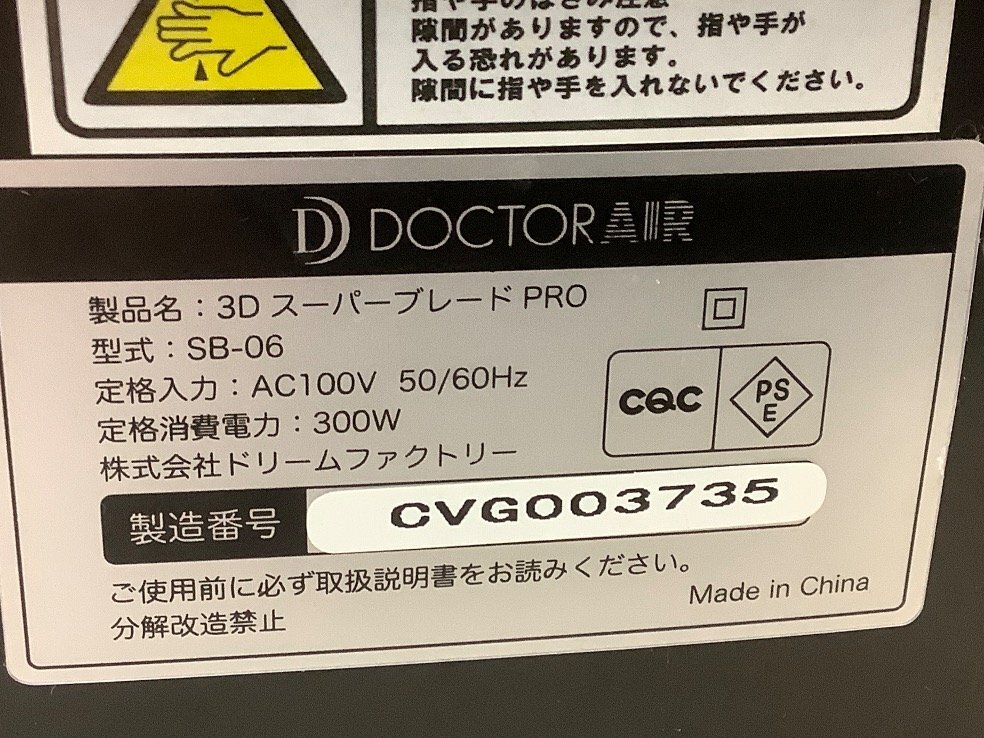 指や手のはさみ注意
隙間がありますので、指や手が
入る恐れがあります。
隙間に指や手を入れないでください。
DOCTORAIR
製品名：3D スーパーブレード PRO
型式：SB-06
定格入力：AC100V 50/60Hz
定格消費電力：300W
株式会社ドリームファクトリー
CQC
PS
E
製造番号 CVG003735
ご使用前に必ず取扱説明書をお読みください。
分解改造禁止
Made in China